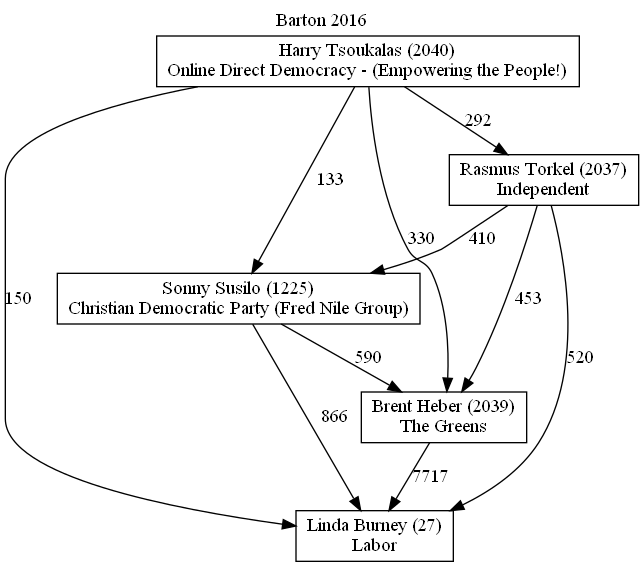 Barton 2016
Harry Tsoukalas (2040)
Online Direct Democracy - (Empowering the People!)
292
Rasmus Torkel (2037)
Independent
133
330
410
Sonny Susilo (1225)
Christian Democratic Party (Fred Nile Group)
150
453
590
520
Brent Heber (2039)
The Greens
866
7717
Linda Burney (27)
Labor